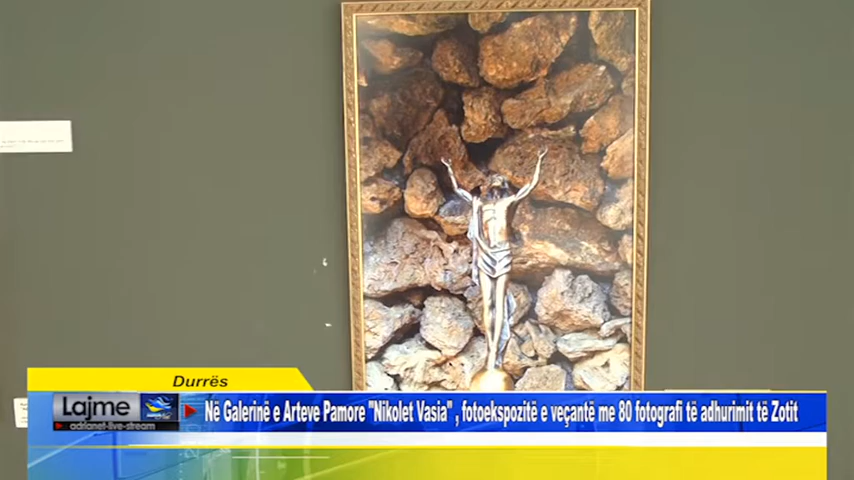 Durrës
Lajme
adrianet-live-stream
Në Galerinë e Arteve Pamore "Nikolet Vasia" , fotoekspozitë e veçantë me 80 fotografi të adhurimit të Zotit